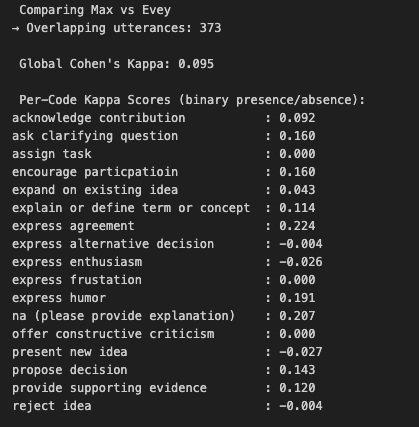 Comparing Max vs Evey
→ Overlapping utterances: 373
Global Cohen's Kappa: 0.095
Per-Code Kappa Scores (binary presence/absence):
acknowledge contribution : 0.092
ask clarifying question : 0.160
assign task : 0.000
encourage particpatioin : 0.160
expand on existing idea : 0.043
explain or define term or concept : 0.114
express agreement : 0.224
express alternative decision : -0.004
express enthusiasm : -0.026
express frustation : 0.000
express humor : 0.191
na (please provide explanation) : 0.207
offer constructive criticism : 0.000
present new idea : -0.027
propose decision : 0.143
provide supporting evidence : 0.120
reject idea : -0.004